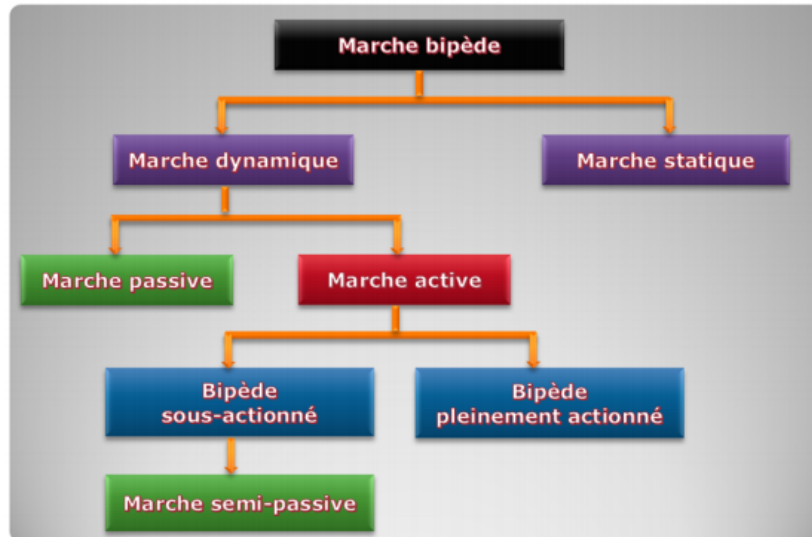 Marche bipède
Marche dynamique
Marche statique
Marche passive
Marche active
Bipède
sous-actionné
Bipède
pleinement actionné
Marche semi-passive